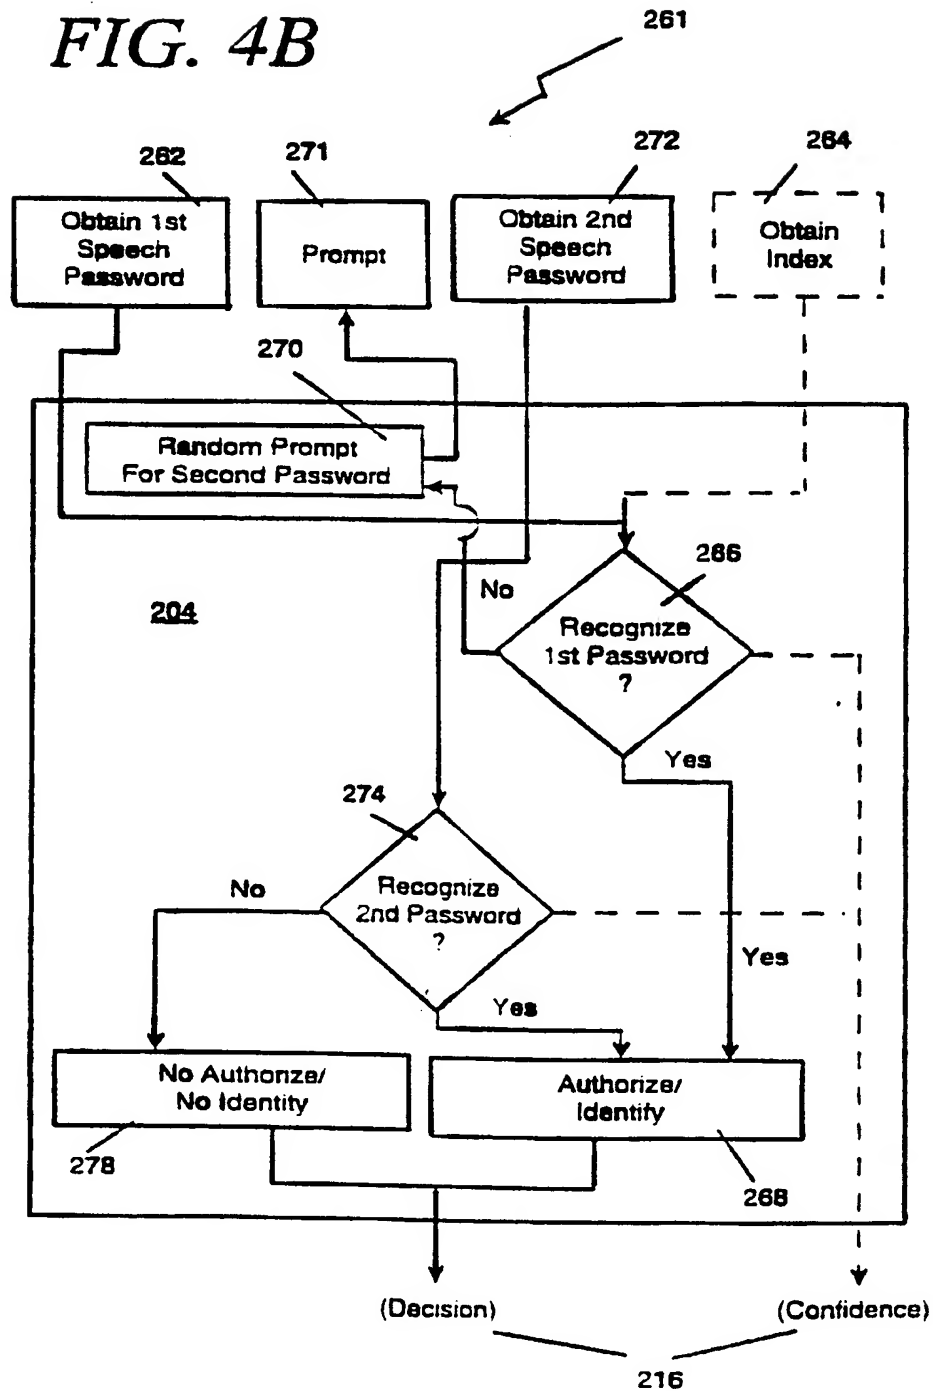 FIG. 4B
261
262
271
272
264
Obtain 1st
Speech
Password
Prompt
Obtain 2nd
Speech
Password
Obtain
Index
270
Random Prompt
For Second Password
204
No
266
Recognize
1st Password
?
Yes
274
No
Recognize
2nd Password
?
Yes
Yes
No Authorize/
No Identity
Authorize/
Identify
278
268
(Decision)
(Confidence)
216